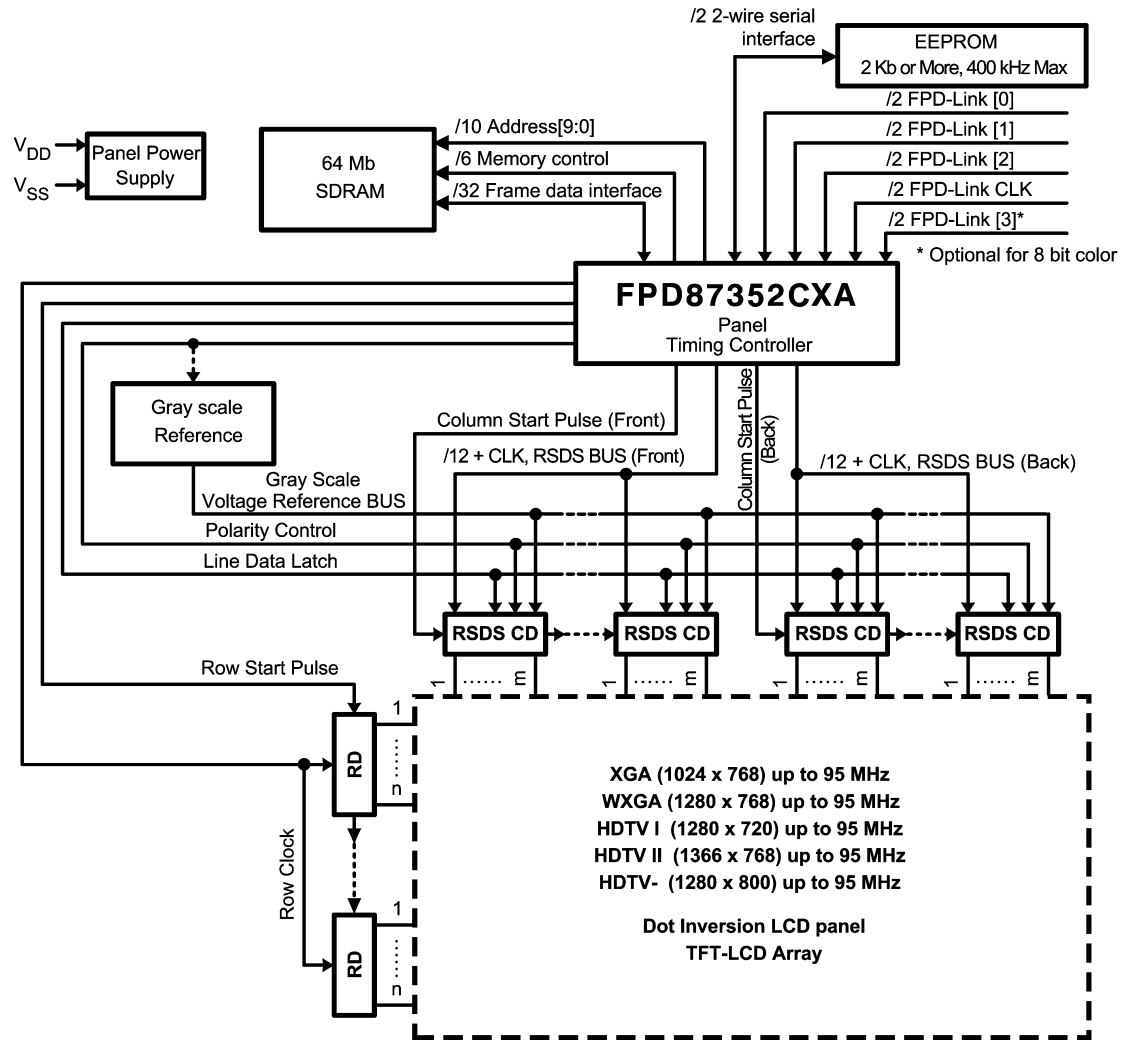 /2 2-wire serial
interface
EEPROM
2 Kb or More, 400 kHz Max
/2 FPD-Link [0]
/2 FPD-Link [1]
/2 FPD-Link [2]
/2 FPD-Link CLK
/2 FPD-Link [3]*
* Optional for 8 bit color
VDD
VSS
Panel Power
Supply
64 Mb
SDRAM
/10 Address[9:0]
/6 Memory control
/32 Frame data interface
FPD87352CXA
Panel
Timing Controller
Gray scale
Reference
Column Start Pulse (Front)
/12 + CLK, RSDS BUS (Front)
Column Start Pulse
(Back)
/12 + CLK, RSDS BUS (Back)
Gray Scale
Voltage Reference BUS
Polarity Control
Line Data Latch
RSDS CD
RSDS CD
RSDS CD
RSDS CD
1 ...... m
1 ...... m
1 ...... m
1 ...... m
Row Start Pulse
RD
1
......
n
Row Clock
RD
1
......
n
XGA (1024 x 768) up to 95 MHz
WXGA (1280 x 768) up to 95 MHz
HDTV I (1280 x 720) up to 95 MHz
HDTV II (1366 x 768) up to 95 MHz
HDTV- (1280 x 800) up to 95 MHz
Dot Inversion LCD panel
TFT-LCD Array